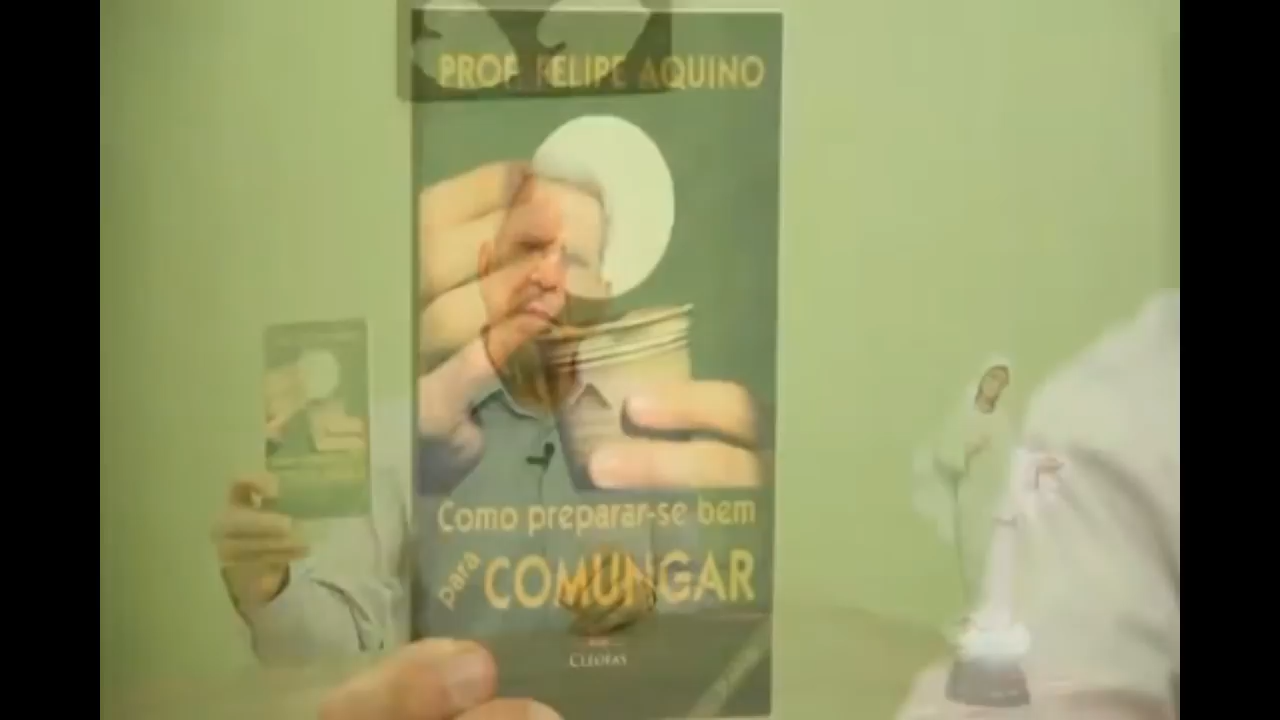 PROF. FELIPE AQUINO
Como preparar-se bem
para COMUNGAR
CLEOFAS